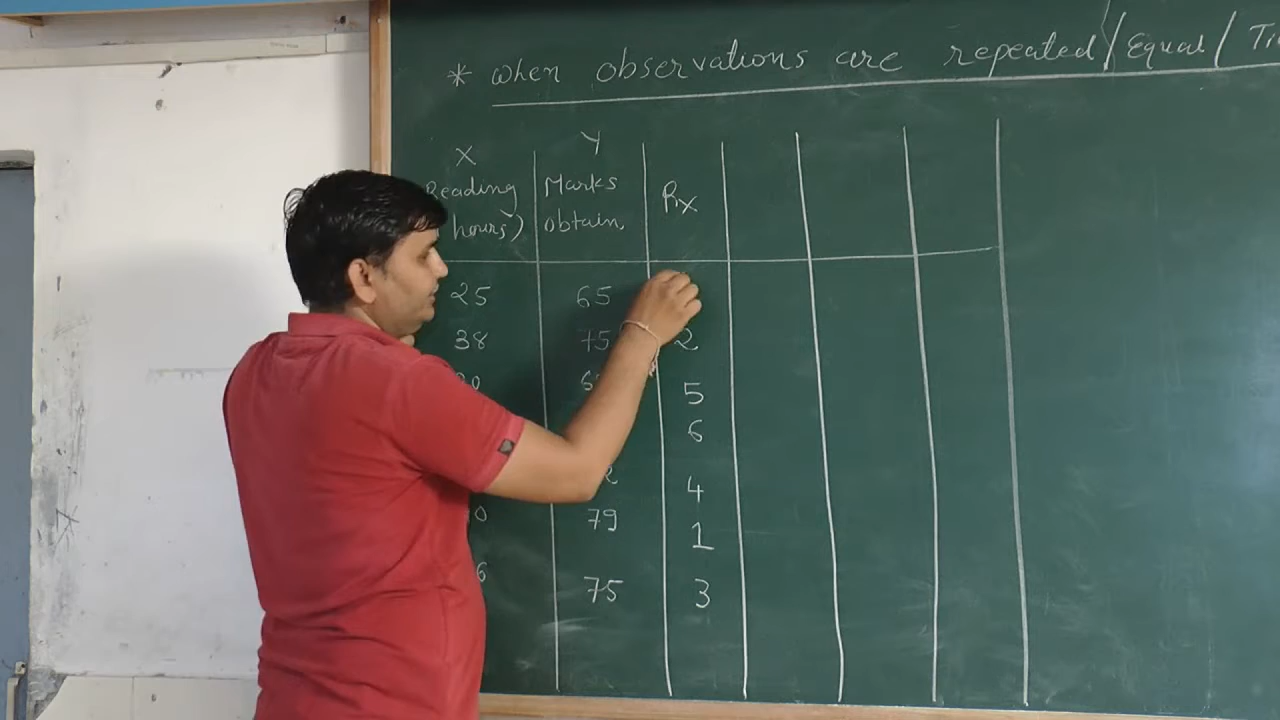 * When observations are repeated/Equal/
X Y
Reading Marks Rx
hours) obtain
25 65
38 75 2
5
6
4
79 1
75 3